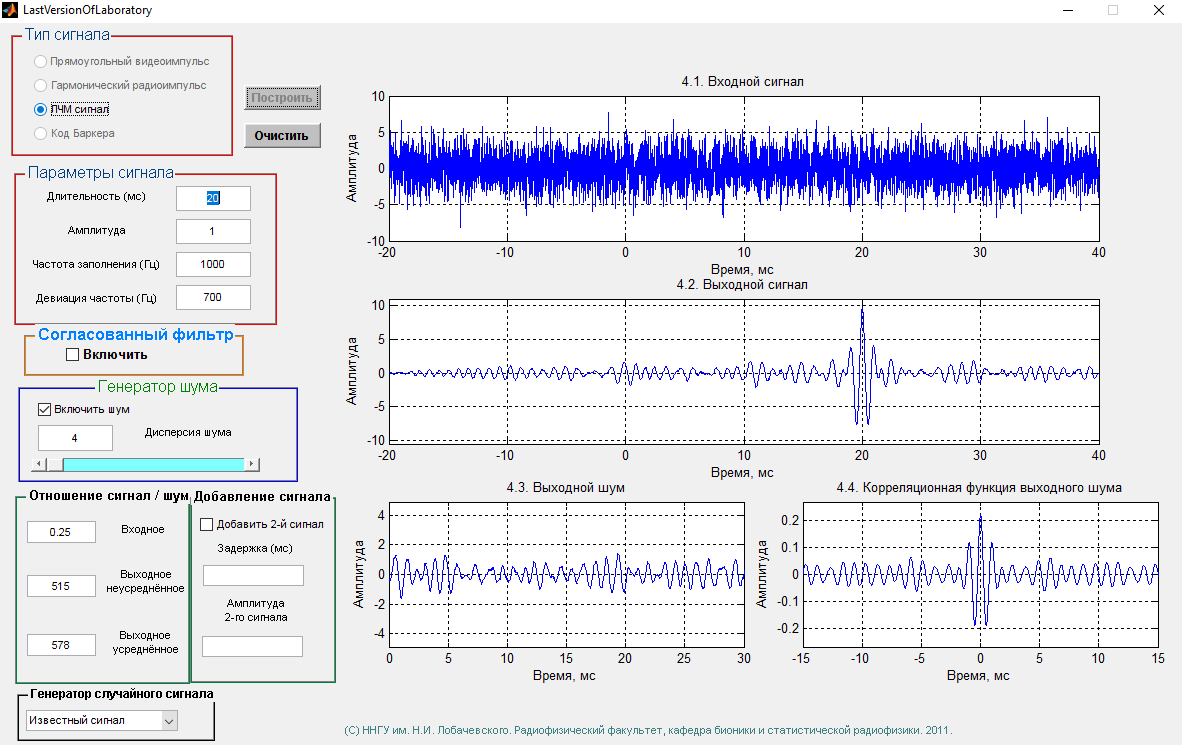 LastVersionOfLaboratory
Тип сигнала
Прямоугольный видеоимпульс
Гармонический радиоимпульс
ЛЧМ сигнал
Код Баркера
Построить
Очистить
Параметры сигнала
Длительность (мс)
20
Амплитуда
1
Частота заполнения (Гц)
1000
Девиация частоты (Гц)
700
Согласованный фильтр
Включить
Генератор шума
Включить шум
4
Дисперсия шума
Отношение сигнал / шум
0.25
Входное
515
Выходное
неусреднённое
578
Выходное
усреднённое
Добавление сигнала
Добавить 2-й сигнал
Задержка (мс)
Амплитуда
2-го сигнала
Генератор случайного сигнала
Известный сигнал
4.1. Входной сигнал
Амплитуда
10
5
0
-5
-10
-20 -10 0 10 20 30 40
Время, мс
4.2. Выходной сигнал
Амплитуда
10
5
0
-5
-10
-20 -10 0 10 20 30 40
Время, мс
4.3. Выходной шум
Амплитуда
4
2
0
-2
-4
0 5 10 15 20 25 30
Время, мс
4.4. Корреляционная функция выходного шума
Амплитуда
0.2
0.1
0
-0.1
-0.2
-15 -10 -5 0 5 10 15
Время, мс
(С) ННГУ им. Н.И. Лобачевского. Радиофизический факультет, кафедра бионики и статистической радиофизики. 2011.